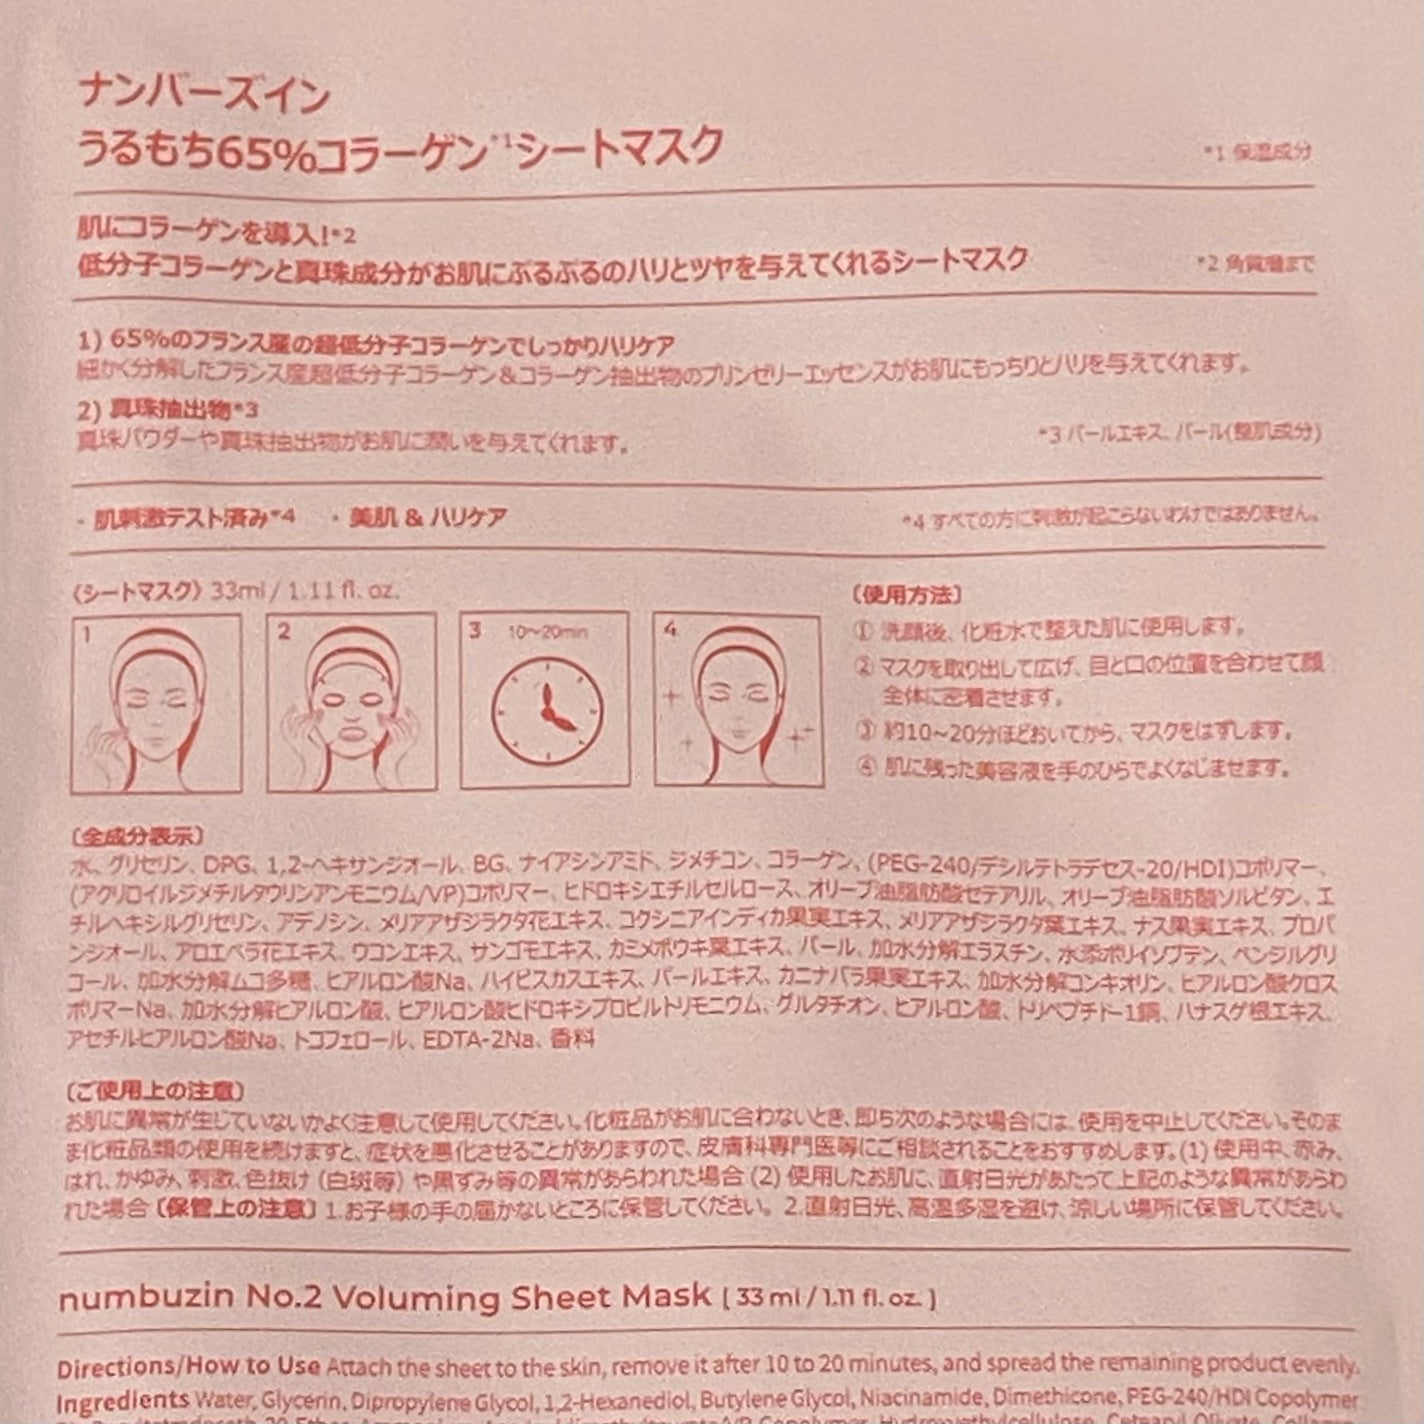 ナンバーズイン
うるもち65%コラーゲン*1シートマスク
*1 保湿成分
肌にコラーゲンを導入!*2
低分子コラーゲンと真珠成分がお肌にぷるぷるのハリとツヤを与えてくれるシートマスク
*2 角質層まで
1) 65%のフランス産の超低分子コラーゲンでしっかりハリケア
細かく分解したフランス産超低分子コラーゲン&コラーゲン抽出物のプリンゼリーエッセンスがお肌にもっちりとハリを与えてくれます。
2) 真珠抽出物*3
真珠パウダーや真珠抽出物がお肌に潤いを与えてくれます。
*3 パールエキス、パール(整肌成分)
・肌刺激テスト済み*4 ・美肌 & ハリケア
*4 すべての方に刺激が起こらないわけではありません。
〈シートマスク〉33ml / 1.11 fl. oz.
1
2
3 10~20min
4
〔使用方法〕
① 洗顔後、化粧水で整えた肌に使用します。
② マスクを取り出して広げ、目と口の位置を合わせて顔
全体に密着させます。
③ 約10~20分ほどおいてから、マスクをはずします。
④ 肌に残った美容液を手のひらでよくなじませます。
〔全成分表示〕
水、グリセリン、DPG、1,2-ヘキサンジオール、BG、ナイアシンアミド、ジメチコン、コラーゲン、(PEG-240/デシルテトラデセス-20/HDI)コポリマー、
(アクリロイルジメチルタウリンアンモニウム/VP)コポリマー、ヒドロキシエチルセルロース、オリーブ油脂肪酸セテアリル、オリーブ油脂肪酸ソルビタン、エ
チルヘキシルグリセリン、アデノシン、メリアアザジラクタ花エキス、コクシニアインディカ果実エキス、メリアアザジラクタ葉エキス、ナス果実エキス、プロパ
ンジオール、アロエベラ花エキス、ウコンエキス、サンゴモエキス、カミメボウキ葉エキス、パール、加水分解エラスチン、水添ポリイソブテン、ペンジルグリ
コール、加水分解ムコ多糖、ヒアルロン酸Na、ハイビスカスエキス、パールエキス、カニナバラ果実エキス、加水分解コンキオリン、ヒアルロン酸クロス
ポリマーNa、加水分解ヒアルロン酸、ヒアルロン酸ヒドロキシプロピルトリモニウム、グルタチオン、ヒアルロン酸、トリペプチド-1銅、ハナスゲ根エキス、
アセチルヒアルロン酸Na、トコフェロール、EDTA-2Na、香料
〔ご使用上の注意〕
お肌に異常が生じていないかよく注意して使用してください。化粧品がお肌に合わないとき、即ち次のような場合には、使用を中止してください。そのま
ま化粧品類の使用を続けますと、症状を悪化させることがありますので、皮膚科専門医等にご相談されることをおすすめします。(1) 使用中、赤み、
はれ、かゆみ、刺激、色抜け (白斑等) や黒ずみ等の異常があらわれた場合 (2) 使用したお肌に、直射日光があたって上記のような異常があらわ
れた場合〔保管上の注意〕1.お子様の手の届かないところに保管してください。2.直射日光、高温多湿を避け、涼しい場所に保管してください。
numbuzin No.2 Voluming Sheet Mask ( 33 ml / 1.11 fl. oz. )
Directions/How to Use Attach the sheet to the skin, remove it after 10 to 20 minutes, and spread the remaining product evenly.
Ingredients Water, Glycerin, Dipropylene Glycol, 1,2-Hexanediol, Butylene Glycol, Niacinamide, Dimethicone, PEG-240/HDI Copolymer